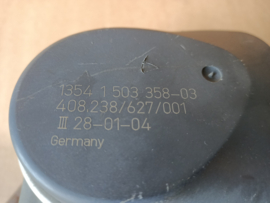 1354-1 503 358-03
408.238/627/001
III 28-01-04
Germany